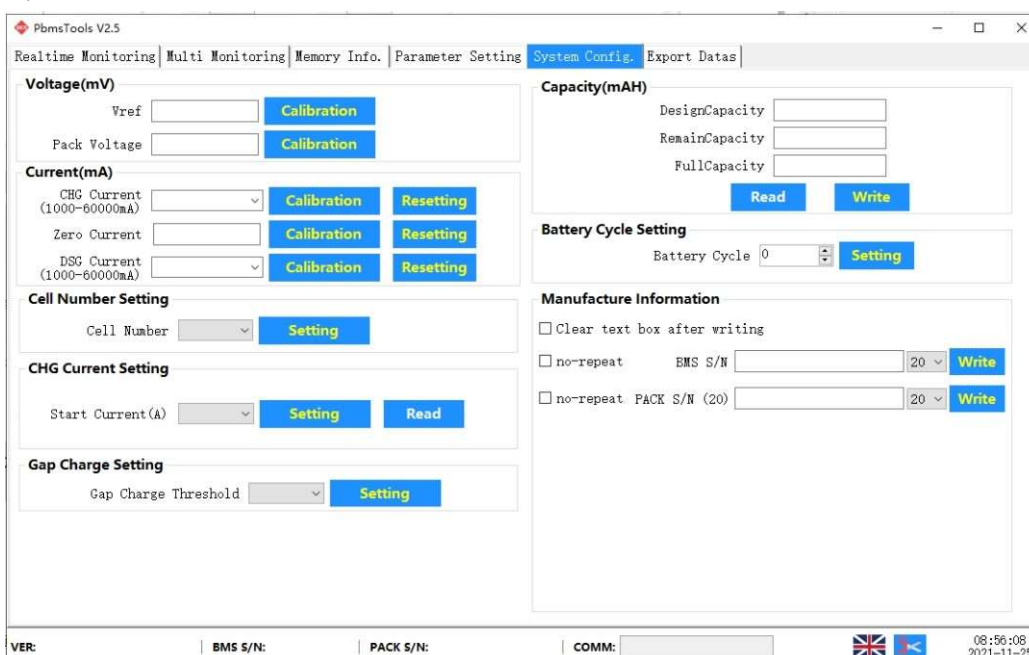 PbmsTools V2.5
Realtime Monitoring Multi Monitoring Memory Info. Parameter Setting System Config. Export Datas
Voltage(mV)
Vref Calibration
Pack Voltage Calibration
Current(mA)
CHG Current
(1000-60000mA) Calibration Resetting
Zero Current Calibration Resetting
DSG Current
(1000-60000mA) Calibration Resetting
Cell Number Setting
Cell Number Setting
CHG Current Setting
Start Current(A) Setting Read
Gap Charge Setting
Gap Charge Threshold Setting
Capacity(mAH)
DesignCapacity
RemainCapacity
FullCapacity
Read Write
Battery Cycle Setting
Battery Cycle 0 Setting
Manufacture Information
Clear text box after writing
no-repeat BMS S/N 20 Write
no-repeat PACK S/N (20) 20 Write
VER: BMS S/N: PACK S/N: COMM: 08:56:08